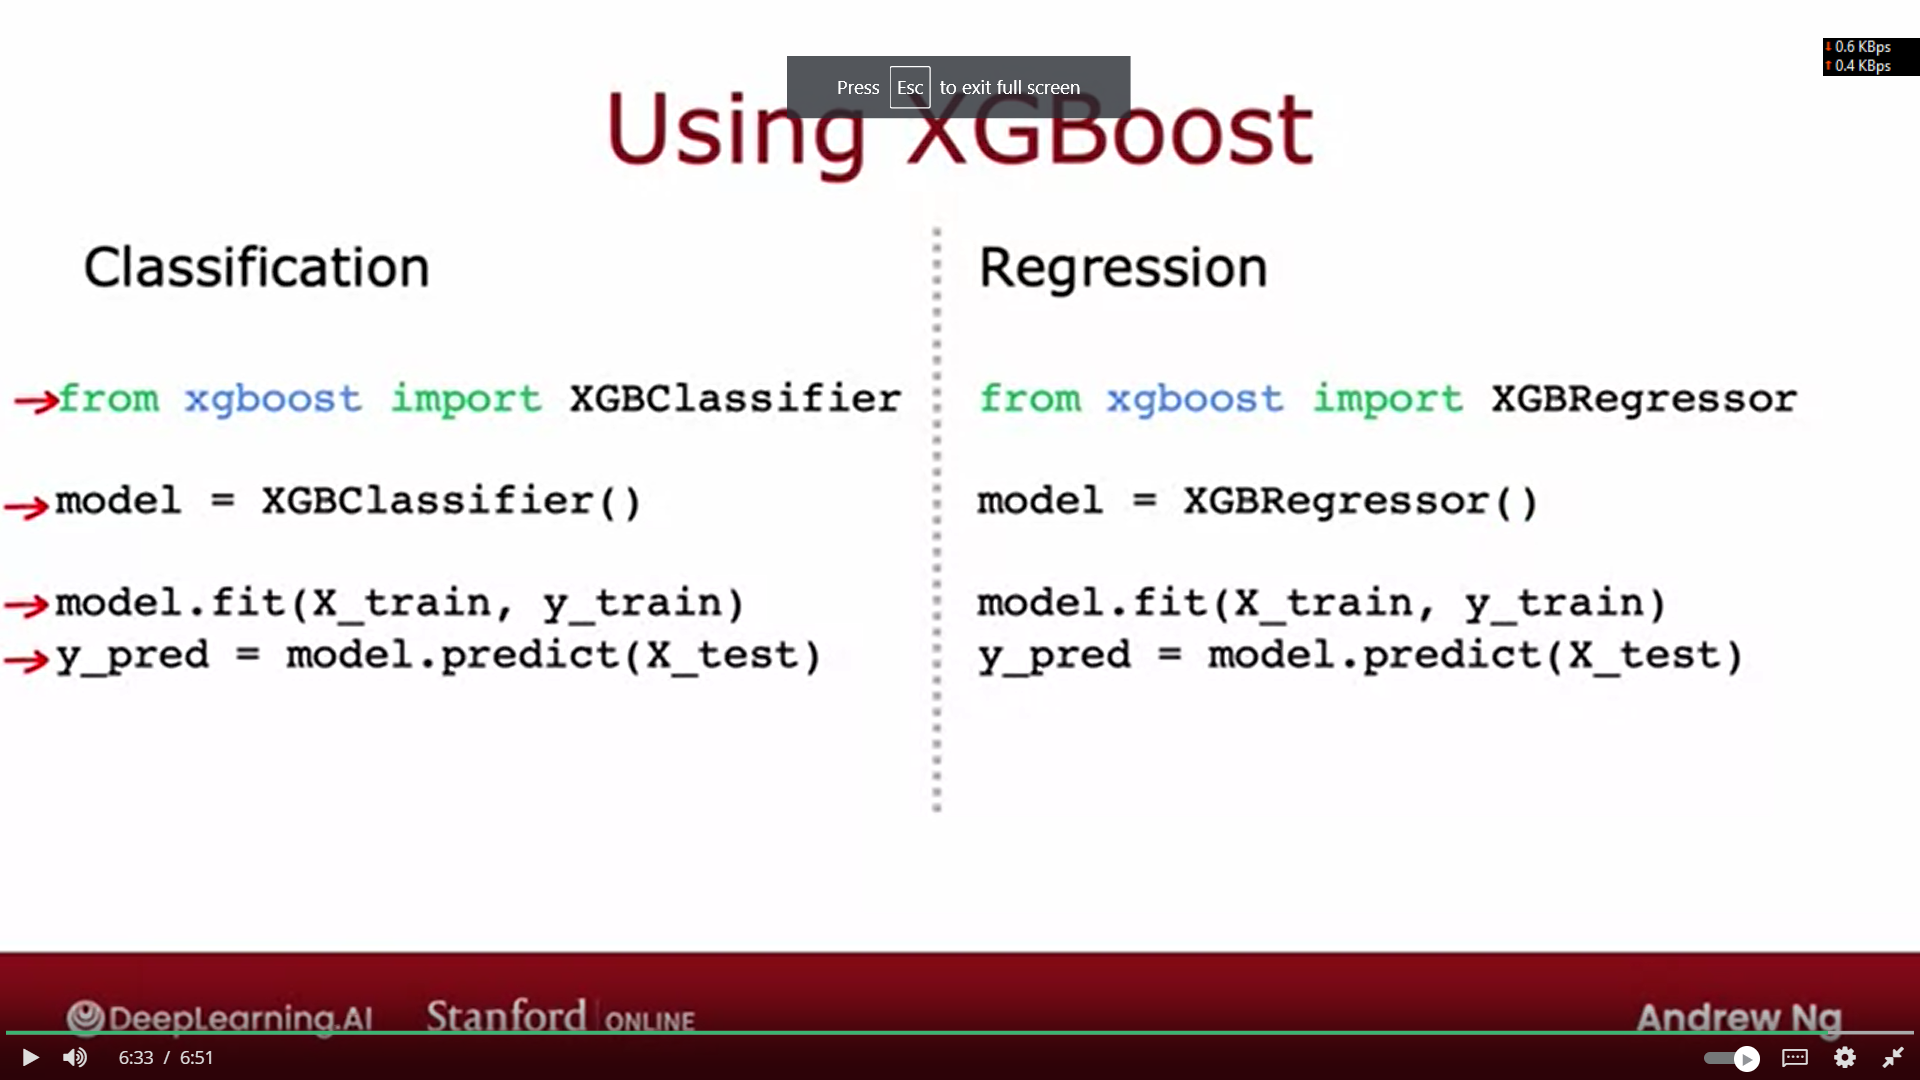 0.6 KBps
0.4 KBps
Press Esc to exit full screen
Using XGBoost
Classification
from xgboost import XGBClassifier
model = XGBClassifier()
model.fit(X_train, y_train)
y_pred = model.predict(X_test)
Regression
from xgboost import XGBRegressor
model = XGBRegressor()
model.fit(X_train, y_train)
y_pred = model.predict(X_test)
DeepLearning.AI
Stanford ONLINE
Andrew Ng
6:33 / 6:51